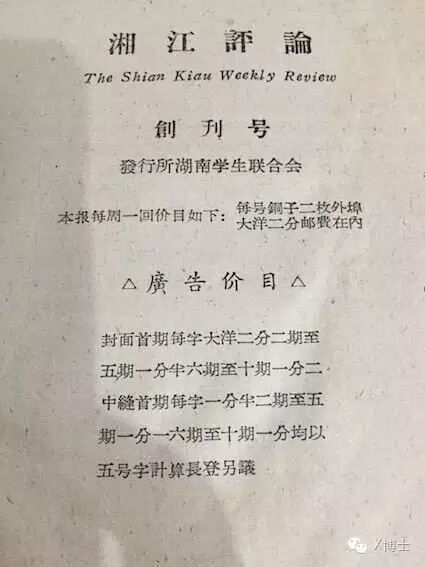 湘江評論
The Shian Kiau Weekly Review
創刊号
發行所湖南学生联合会
本报每周一回价目如下：每号銅子二枚外埠
大洋二分邮費在內
△廣告价目△
封面首期每字大洋二分二期至
五期一分半六期至十期一分二
中縫首期每字一分半二期至五
期一分一六期至十期一分均以
五号字計算長登另議
X博士